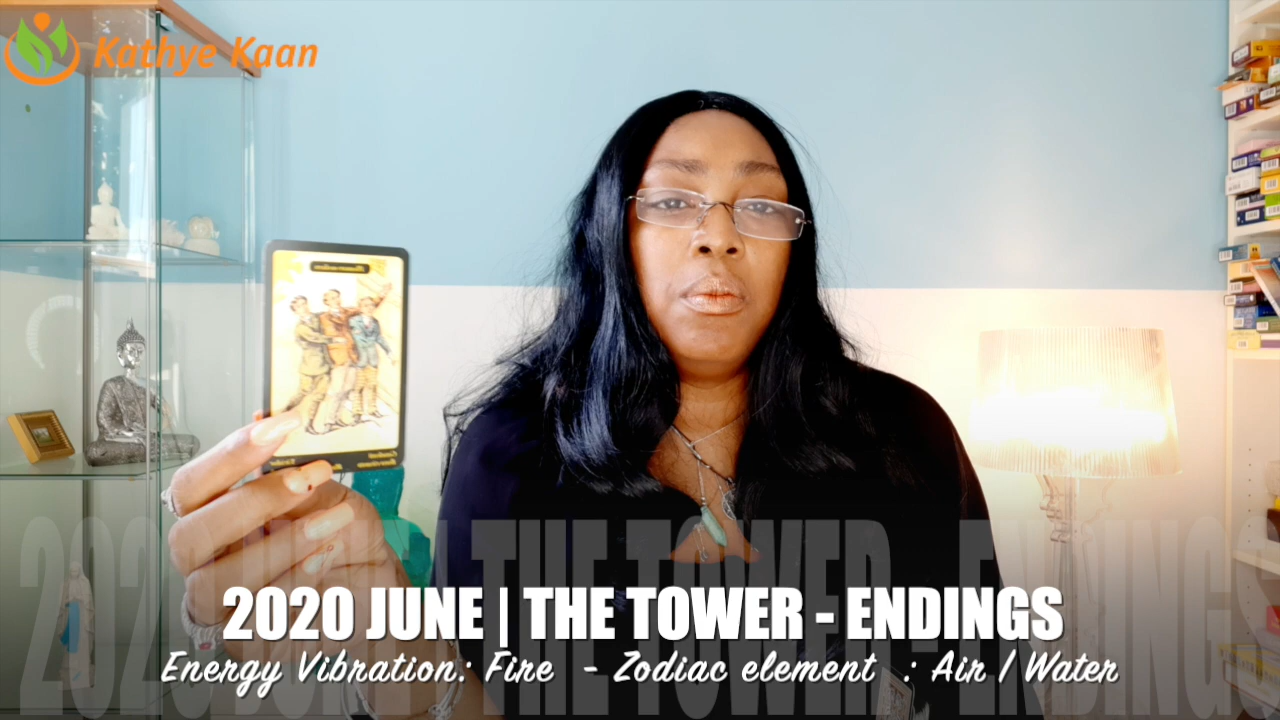 Kathye Kaan
2020 JUNE | THE TOWER - ENDINGS
Energy Vibration: Fire - Zodiac element : Air / Water